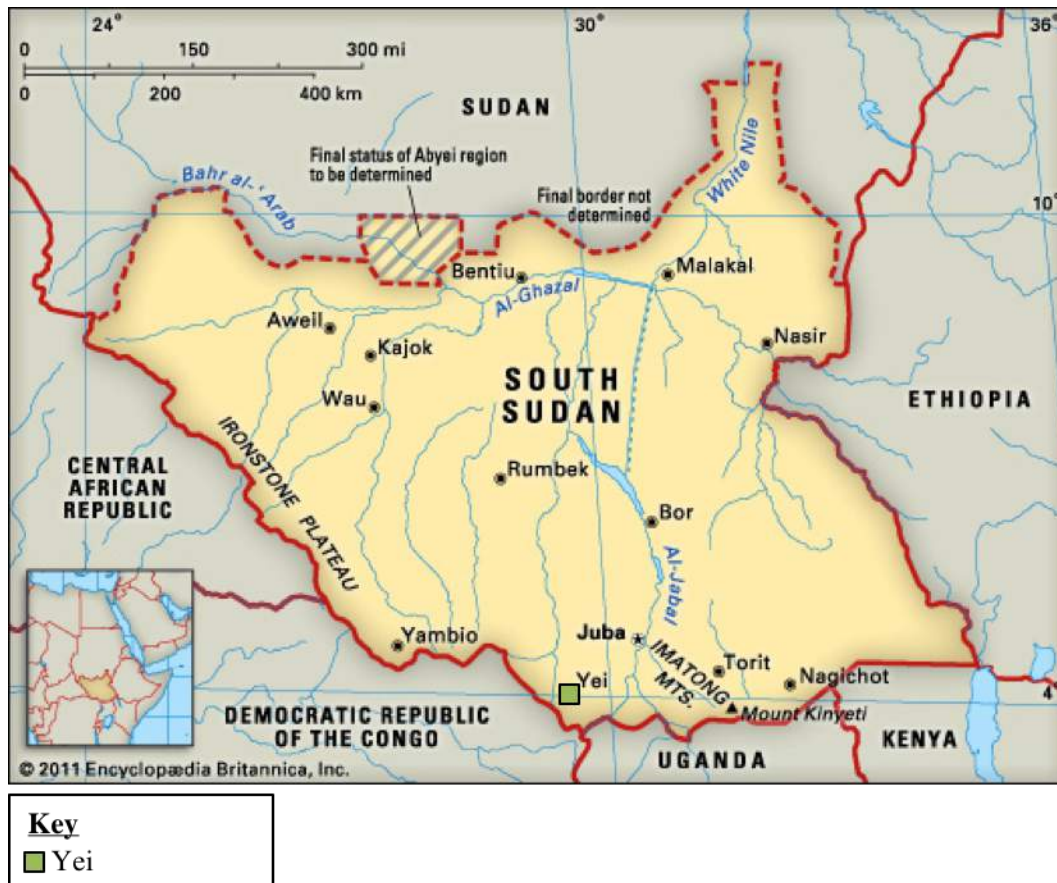 24°
30°
36°
0 150 300 mi
0 200 400 km
SUDAN
Final status of Abyei region
to be determined
Bahr al-ʻArab
Final border not
determined
White Nile
10°
Bentiu
Malakal
Al-Ghazal
Aweil
Kajok
Nasir
Wau
SOUTH
SUDAN
ETHIOPIA
IRONSTONE PLATEAU
CENTRAL
AFRICAN
REPUBLIC
Rumbek
Bor
Al-Jabal
Yambio
Juba
IMATONG
MTS.
Torit
Yei
Nagichot
4°
Mount Kinyeti
DEMOCRATIC REPUBLIC
OF THE CONGO
UGANDA
KENYA
© 2011 Encyclopædia Britannica, Inc.
Key
Yei